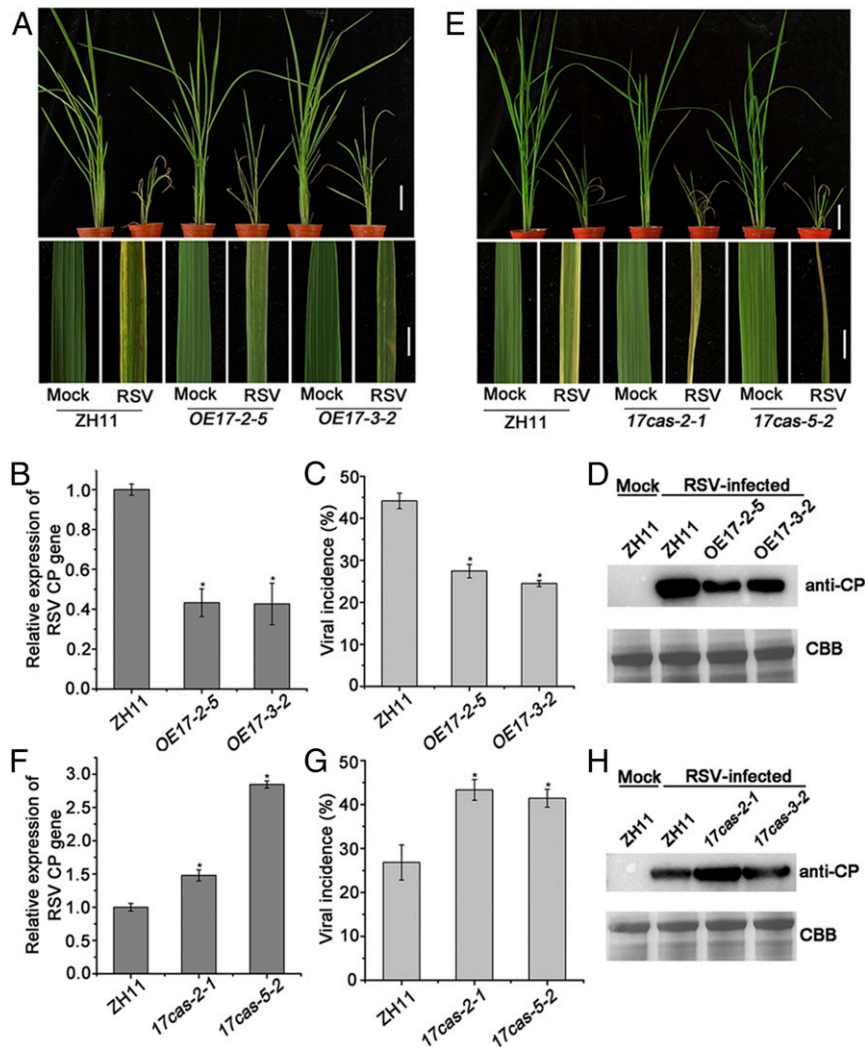 A
E
Mock RSV Mock RSV Mock RSV
ZH11 OE17-2-5 OE17-3-2
Mock RSV Mock RSV Mock RSV
ZH11 17cas-2-1 17cas-5-2
B
Relative expression of
RSV CP gene
1.0
0.8
0.6
0.4
0.2
0.0
*
*
ZH11 OE17-2-5 OE17-3-2
C
Viral incidence (%)
50
40
30
20
10
0
*
*
ZH11 OE17-2-5 OE17-3-2
D
Mock RSV-infected
ZH11 ZH11 OE17-2-5 OE17-3-2
anti-CP
CBB
F
Relative expression of
RSV CP gene
3.0
2.5
2.0
1.5
1.0
0.5
0.0
*
*
ZH11 17cas-2-1 17cas-5-2
G
Viral incidence (%)
50
40
30
20
10
0
*
*
ZH11 17cas-2-1 17cas-5-2
H
Mock RSV-infected
ZH11 ZH11 17cas-2-1 17cas-3-2
anti-CP
CBB